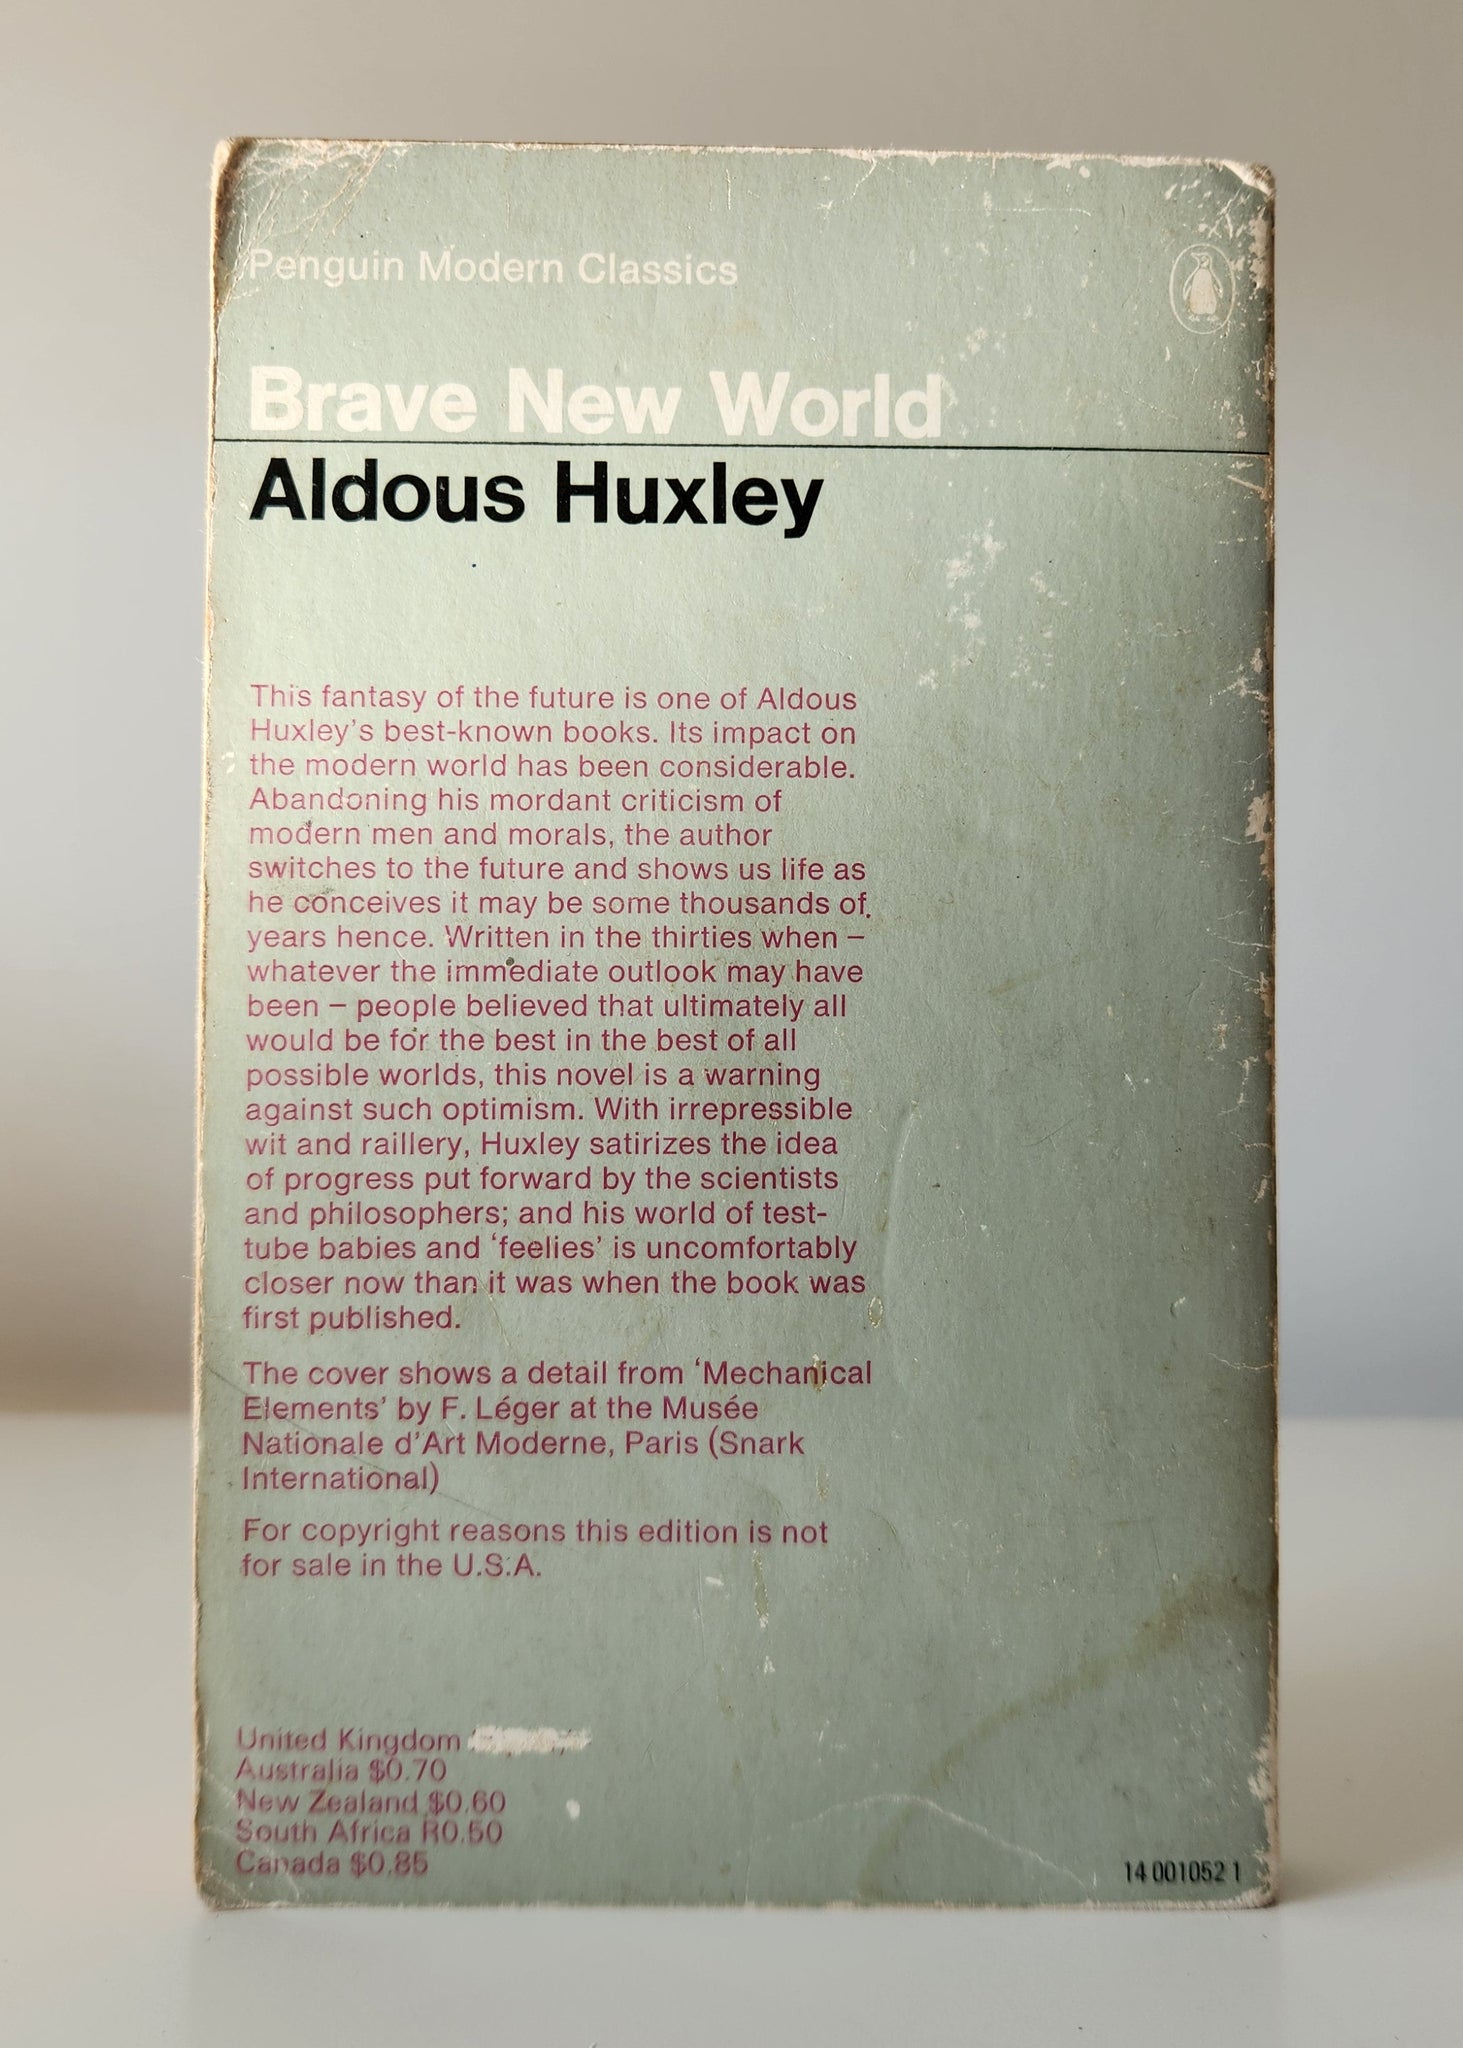 Penguin Modern Classics
Brave New World
Aldous Huxley
This fantasy of the future is one of Aldous
Huxley's best-known books. Its impact on
the modern world has been considerable.
Abandoning his mordant criticism of
modern men and morals, the author
switches to the future and shows us life as
he conceives it may be some thousands of
years hence. Written in the thirties when –
whatever the immediate outlook may have
been – people believed that ultimately all
would be for the best in the best of all
possible worlds, this novel is a warning
against such optimism. With irrepressible
wit and raillery, Huxley satirizes the idea
of progress put forward by the scientists
and philosophers; and his world of test-
tube babies and ‘feelies’ is uncomfortably
closer now than it was when the book was
first published.
The cover shows a detail from ‘Mechanical
Elements’ by F. Léger at the Musée
Nationale d'Art Moderne, Paris (Snark
International)
For copyright reasons this edition is not
for sale in the U.S.A.
United Kingdom
Australia $0.70
New Zealand $0.60
South Africa R0.50
Canada $0.85
14 001052 1